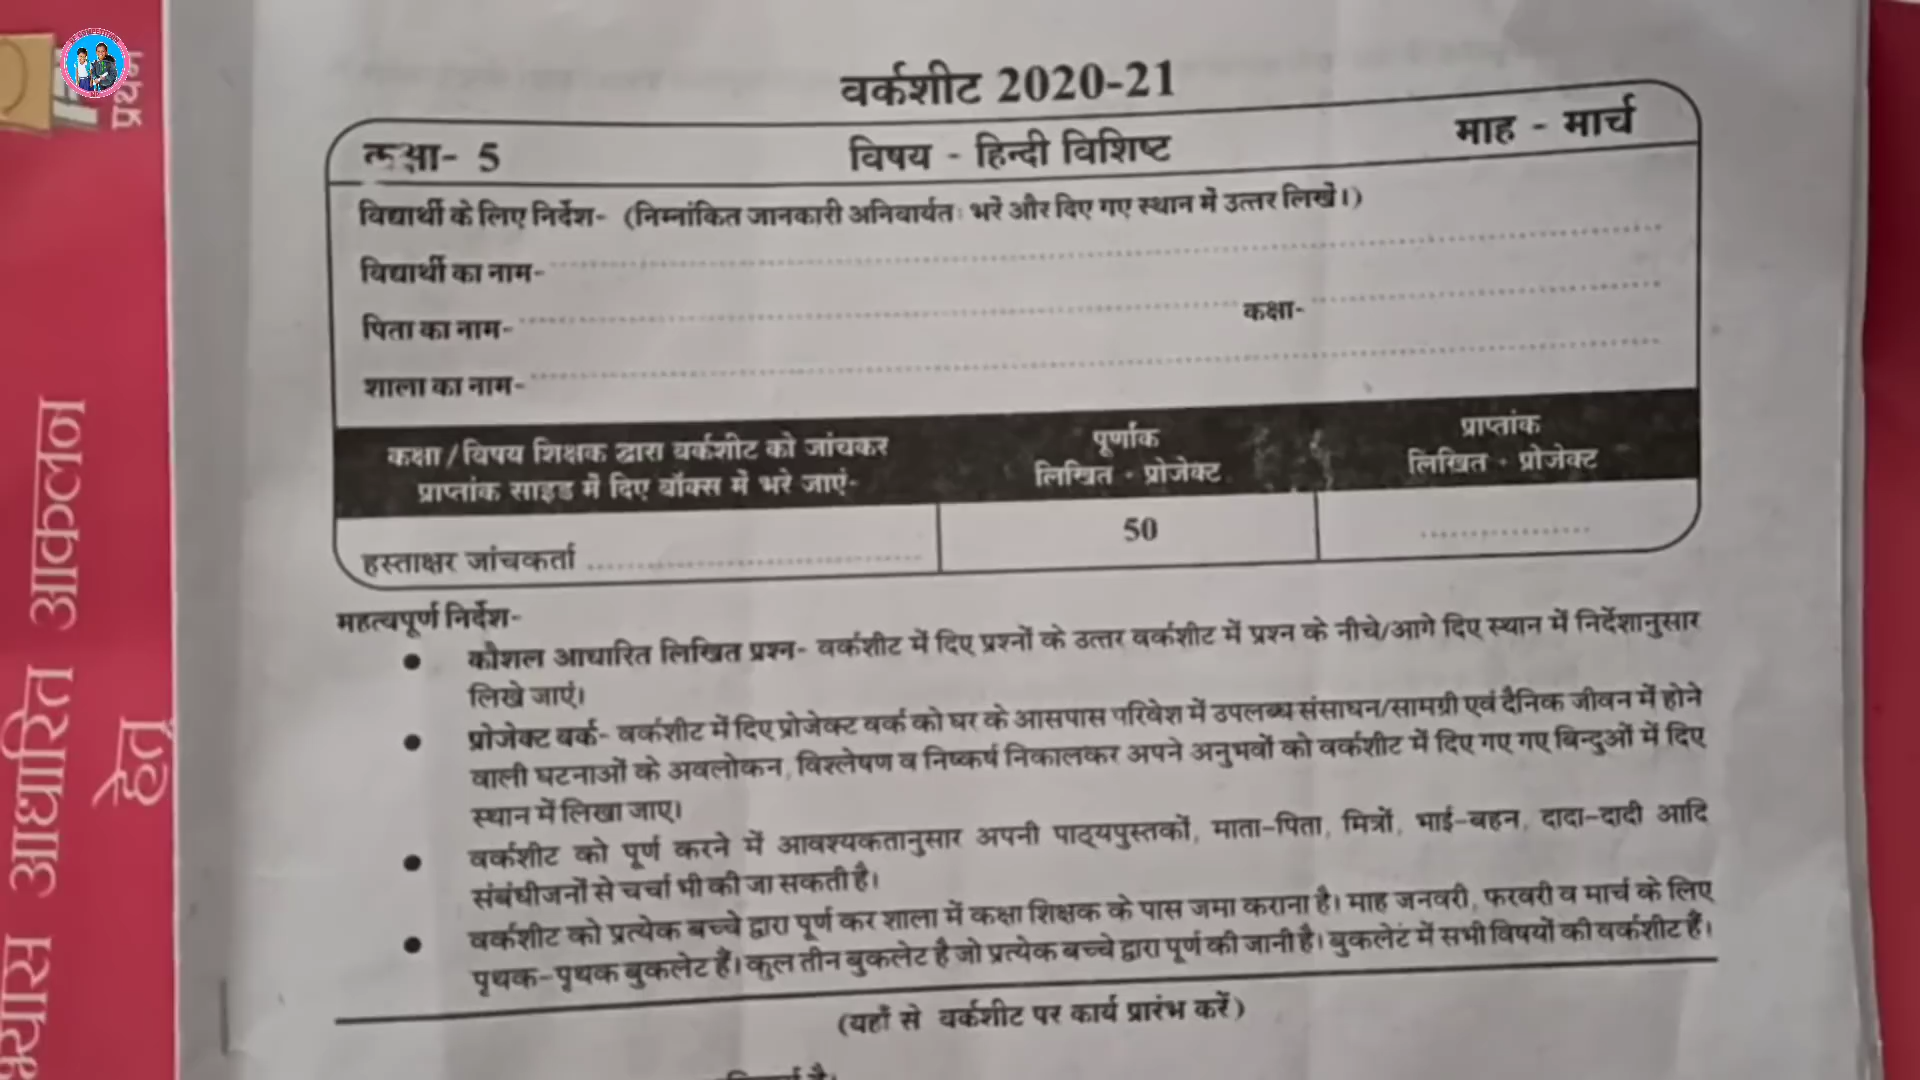 वर्कशीट 2020-21
कक्षा- 5 विषय - हिन्दी विशिष्ट माह - मार्च
विद्यार्थी के लिए निर्देश- (निम्नांकित जानकारी अनिवार्यतः भरें और दिए गए स्थान में उत्तर लिखें।)
विद्यार्थी का नाम-
पिता का नाम- कक्षा-
शाला का नाम-
कक्षा/विषय शिक्षक द्वारा वर्कशीट को जांचकर
प्राप्तांक साइड में दिए बॉक्स में भरे जाएं-
पूर्णांक
लिखित - प्रोजेक्ट
प्राप्तांक
लिखित - प्रोजेक्ट
हस्ताक्षर जांचकर्ता ........................ 50 ..................
महत्वपूर्ण निर्देश-
● कौशल आधारित लिखित प्रश्न- वर्कशीट में दिए प्रश्नों के उत्तर वर्कशीट में प्रश्न के नीचे/आगे दिए स्थान में निर्देशानुसार
लिखे जाएं।
● प्रोजेक्ट वर्क- वर्कशीट में दिए प्रोजेक्ट वर्क को घर के आसपास परिवेश में उपलब्ध संसाधन/सामग्री एवं दैनिक जीवन में होने
वाली घटनाओं के अवलोकन, विश्लेषण व निष्कर्ष निकालकर अपने अनुभवों को वर्कशीट में दिए गए गए बिन्दुओं में दिए
स्थान में लिखा जाए।
● वर्कशीट को पूर्ण करने में आवश्यकतानुसार अपनी पाठ्यपुस्तकों, माता-पिता, मित्रों, भाई-बहन, दादा-दादी आदि
संबंधीजनों से चर्चा भी की जा सकती है।
● वर्कशीट को प्रत्येक बच्चे द्वारा पूर्ण कर शाला में कक्षा शिक्षक के पास जमा कराना है। माह जनवरी, फरवरी व मार्च के लिए
पृथक-पृथक बुकलेट हैं। कुल तीन बुकलेट है जो प्रत्येक बच्चे द्वारा पूर्ण की जानी है। बुकलेट में सभी विषयों की वर्कशीट हैं।
(यहाँ से वर्कशीट पर कार्य प्रारंभ करें)
आधारित आकलन
हेतु